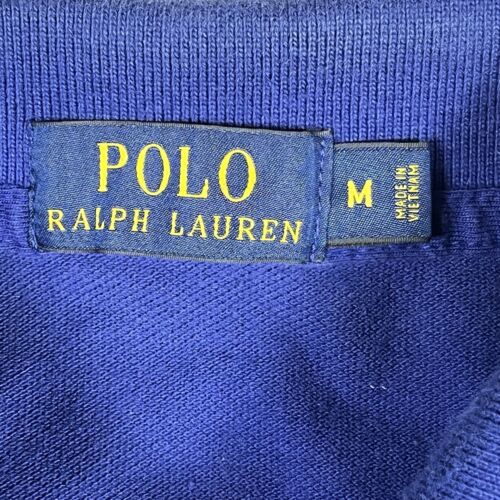 POLO
RALPH LAUREN
M
MADE IN
VIETNAM